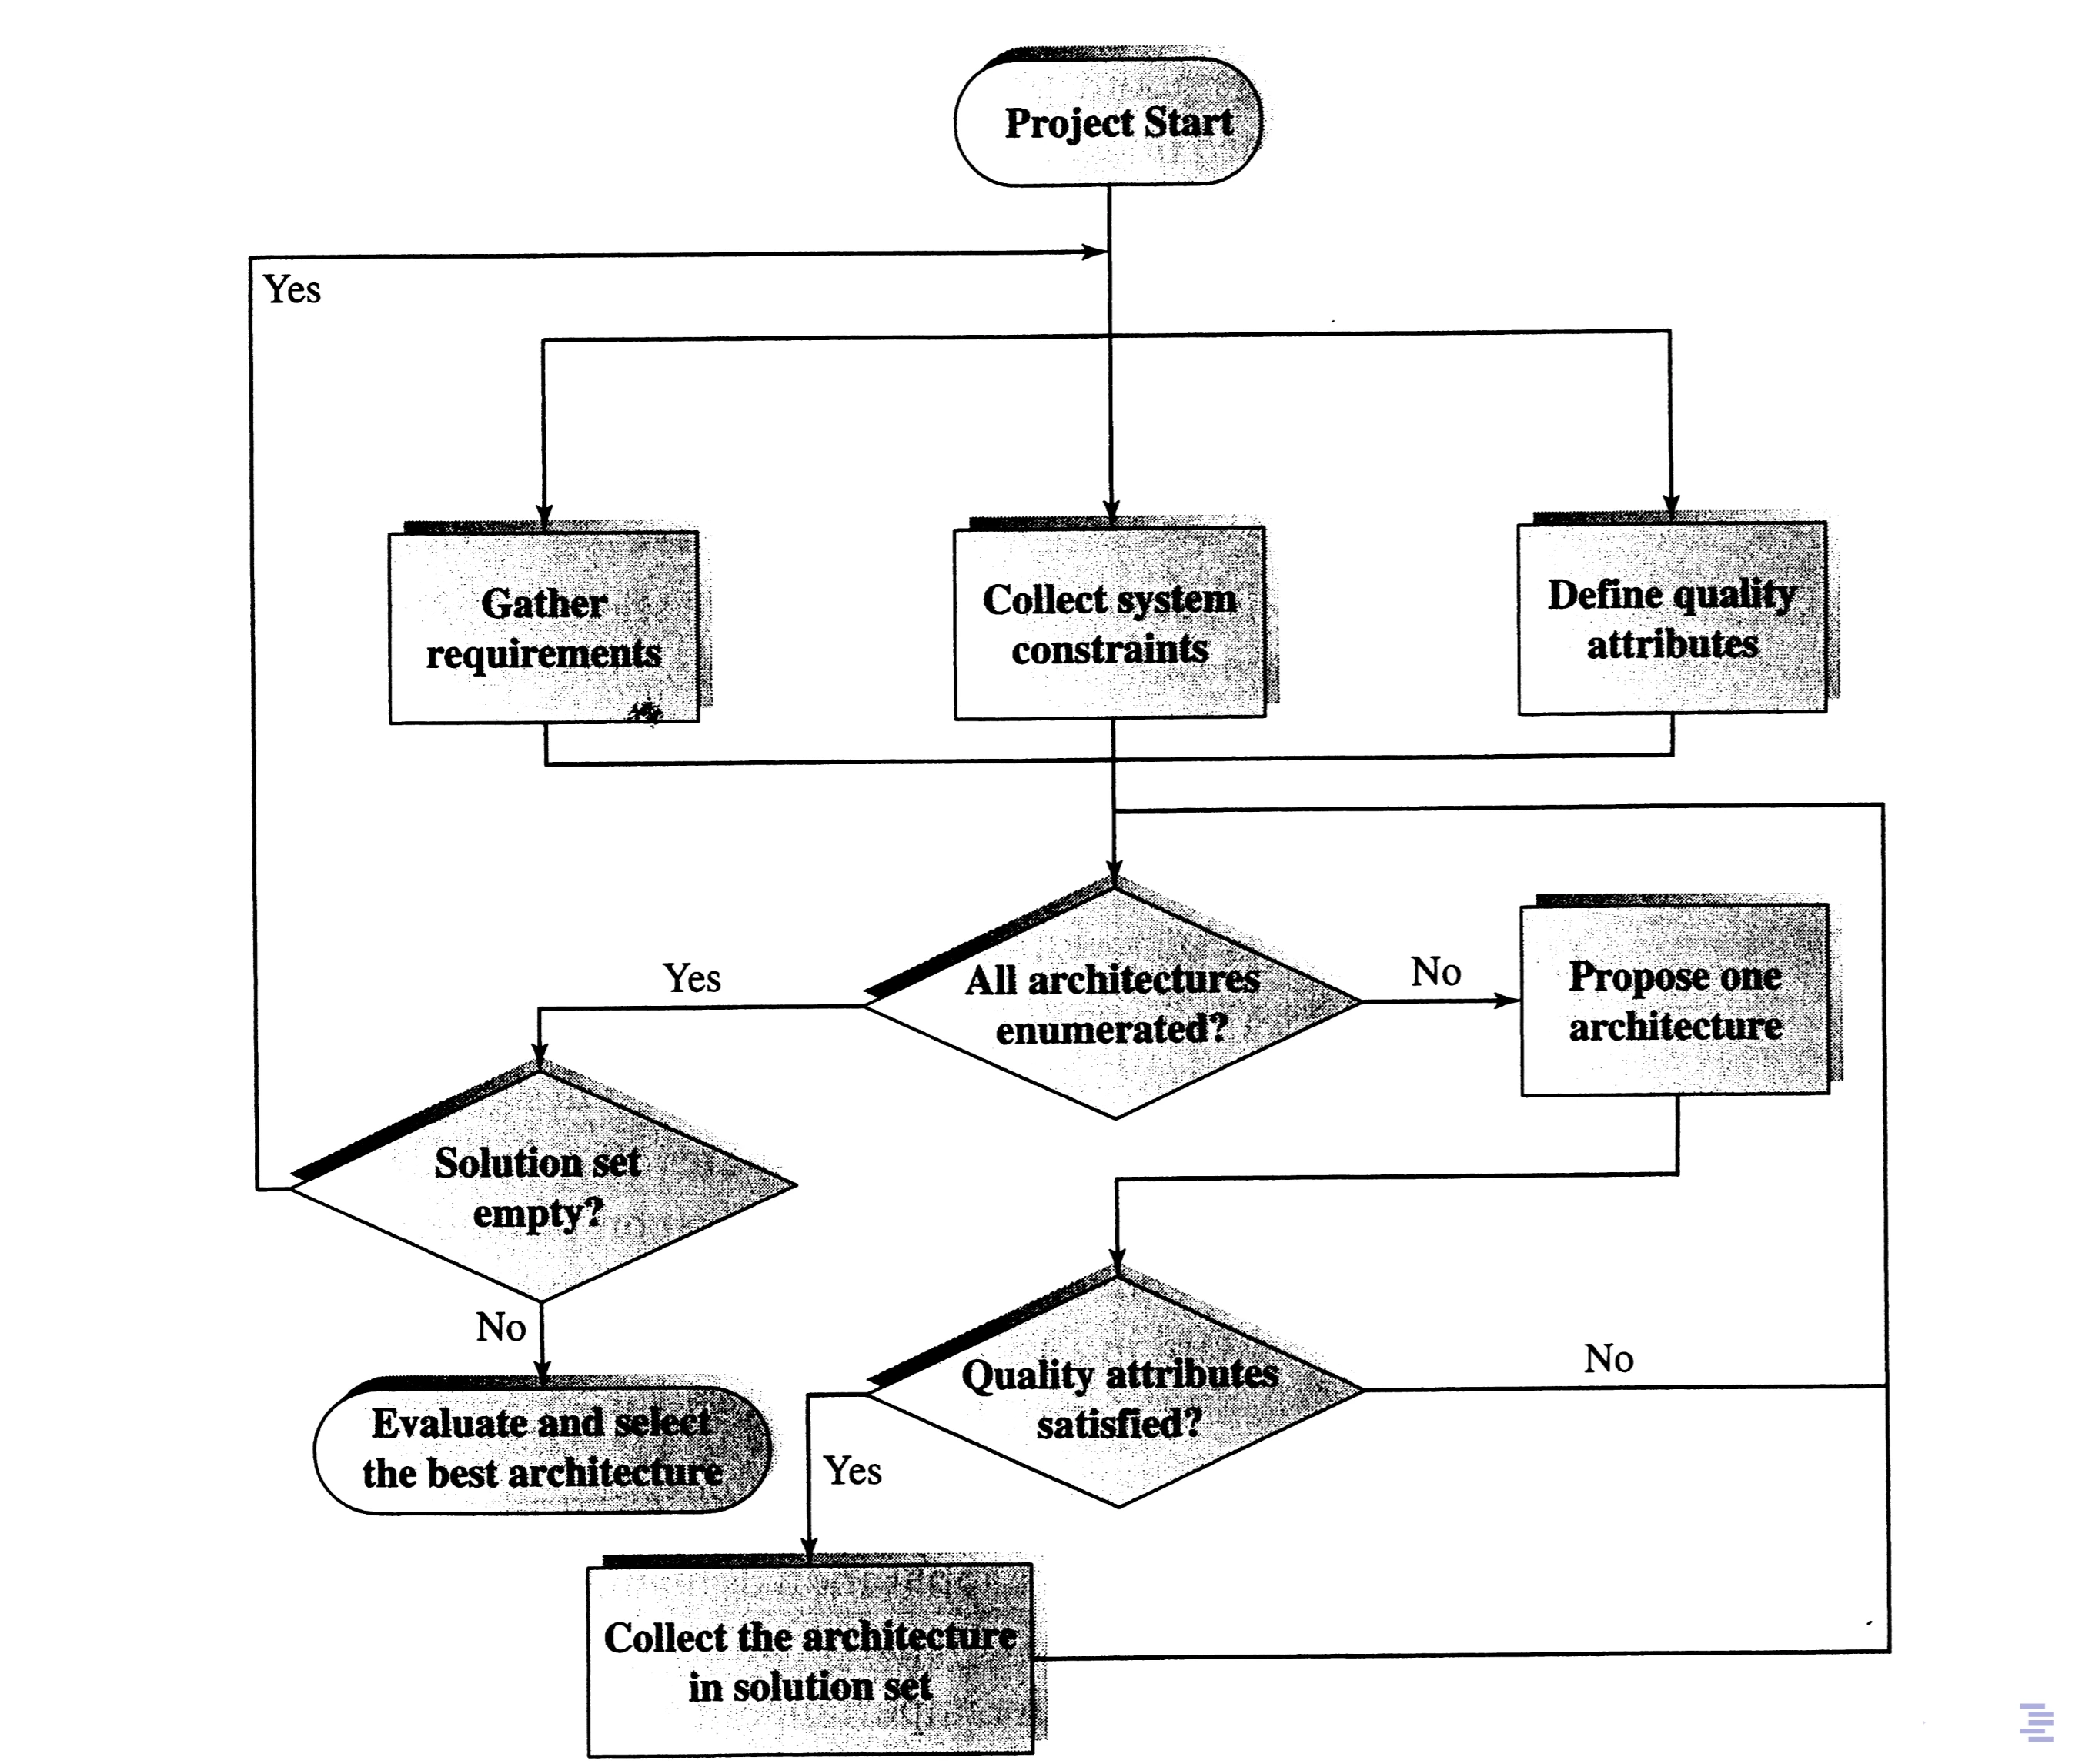 Project Start
Yes
Gather
requirements
Collect system
constraints
Define quality
attributes
All architectures
enumerated?
Yes
No
Propose one
architecture
Solution set
empty?
No
Evaluate and select
the best architecture
Quality attributes
satisfied?
No
Yes
Collect the architecture
in solution set